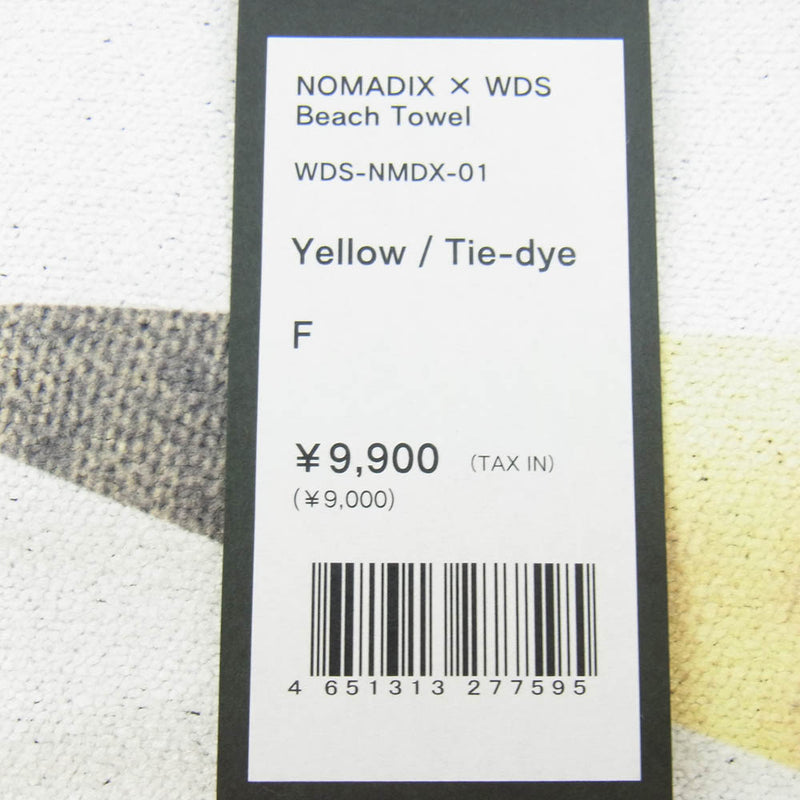 NOMADIX × WDS
Beach Towel
WDS-NMDX-01
Yellow / Tie-dye
F
¥9,900 (TAX IN)
(¥9,000)
4 651313 277595